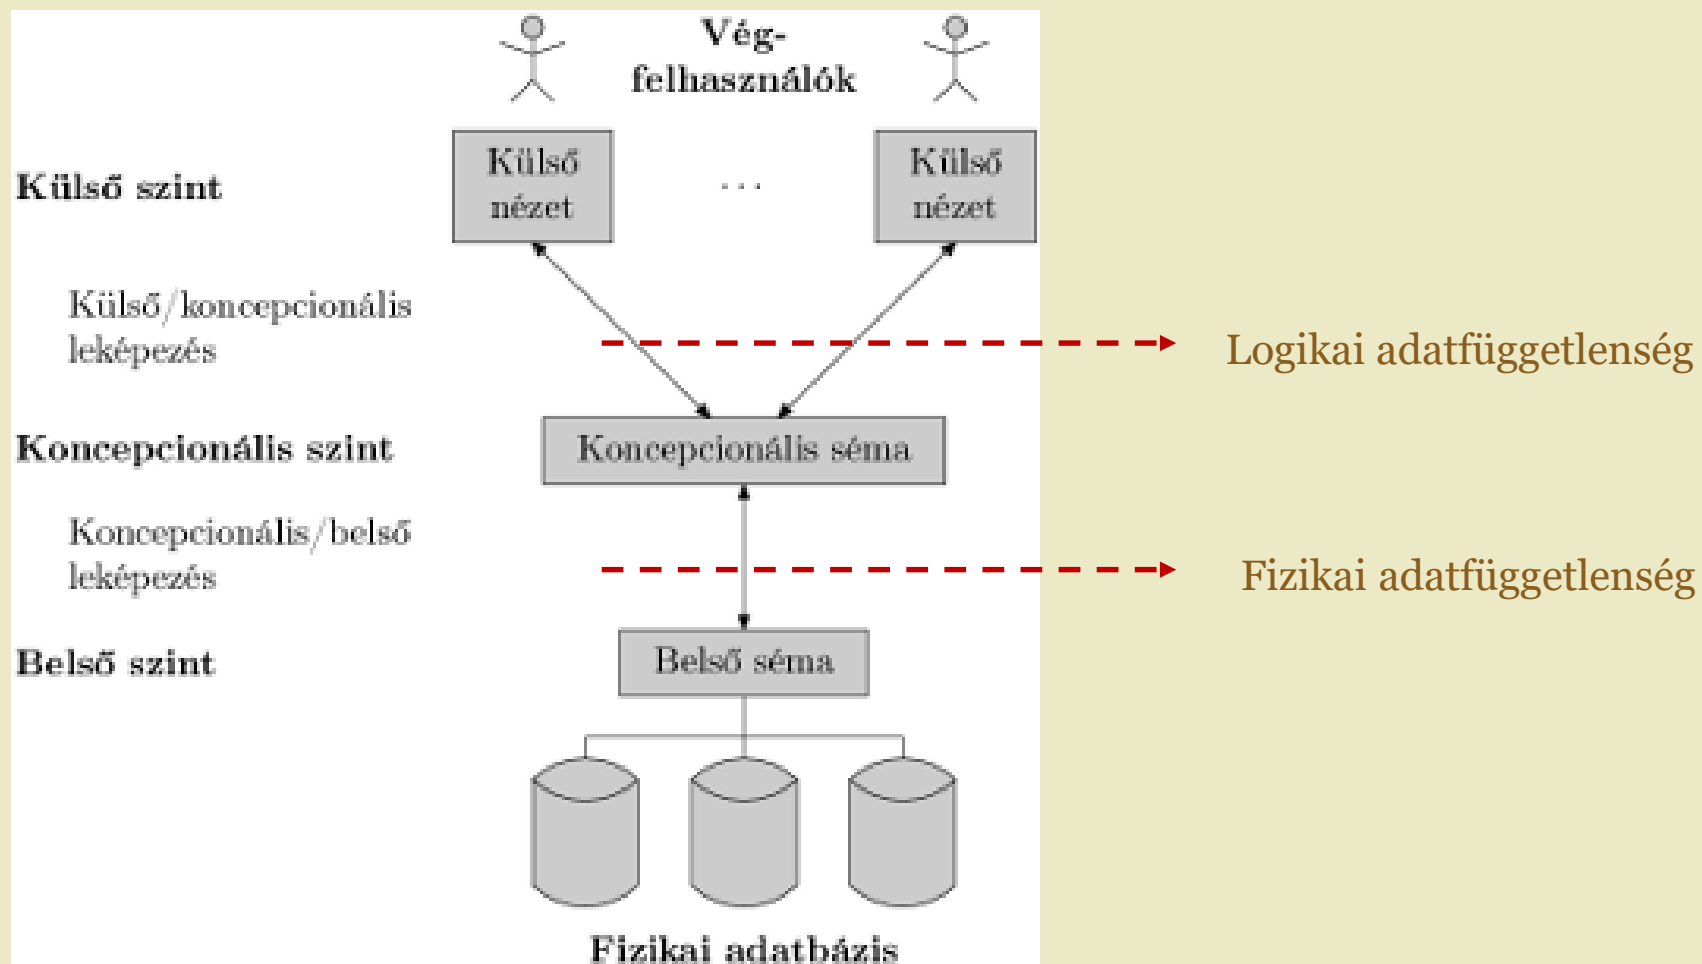 Vég-
felhasználók
Külső szint
Külső
nézet
. . .
Külső
nézet
Külső/koncepcionális
leképezés
Logikai adatfüggetlenség
Koncepcionális szint
Koncepcionális séma
Koncepcionális/belső
leképezés
Fizikai adatfüggetlenség
Belső szint
Belső séma
Fizikai adatbázis